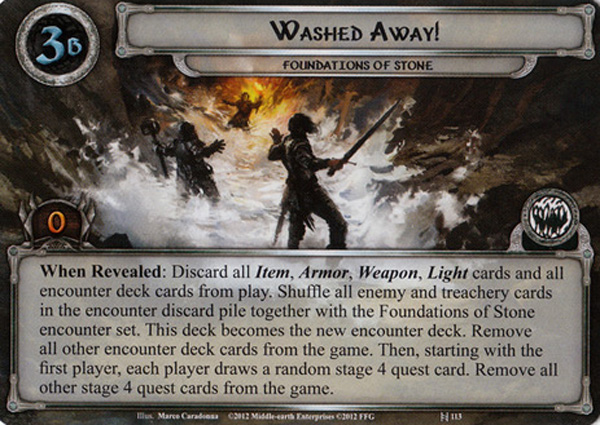 3B
WASHED AWAY!
FOUNDATIONS OF STONE
0
When Revealed: Discard all Item, Armor, Weapon, Light cards and all
encounter deck cards from play. Shuffle all enemy and treachery cards
in the encounter discard pile together with the Foundations of Stone
encounter set. This deck becomes the new encounter deck. Remove
all other encounter deck cards from the game. Then, starting with the
first player, each player draws a random stage 4 quest card. Remove all
other stage 4 quest cards from the game.
Illus. Marco Caradonna ©2012 Middle-earth Enterprises ©2012 FFG 113